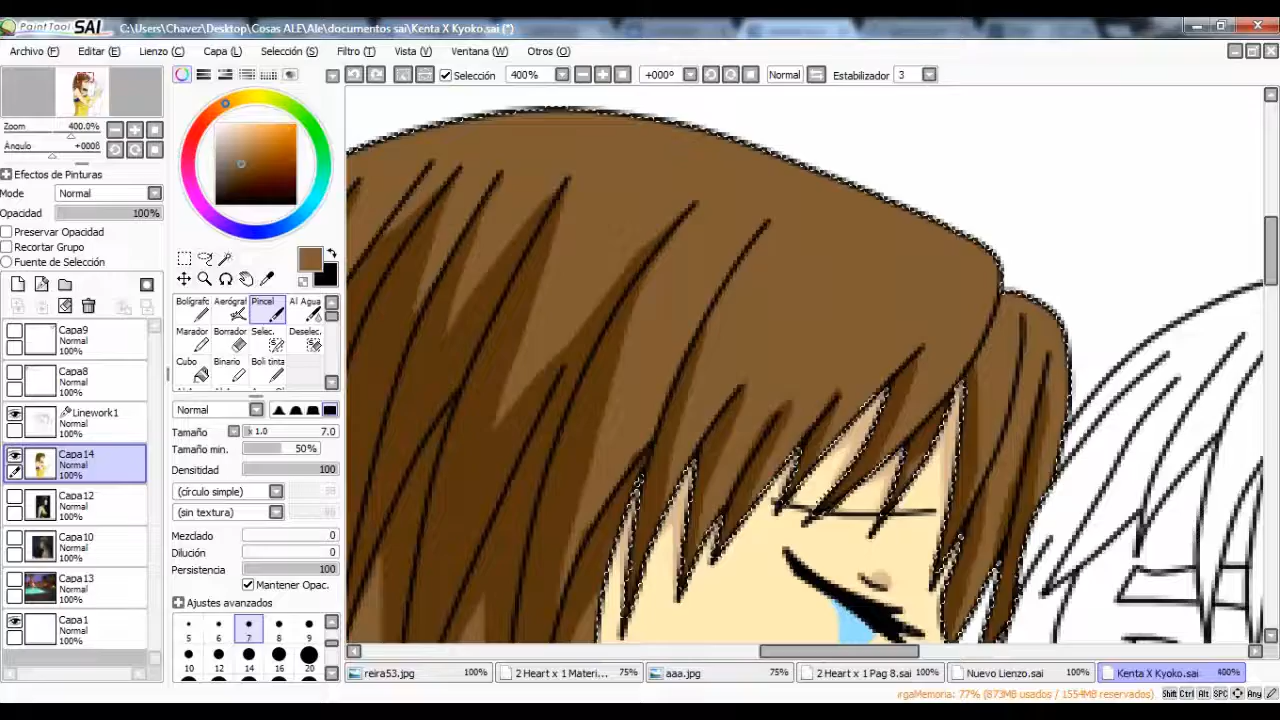 PaintTool SAI C:\Users\Chavez\Desktop\Cosas ALE\Ale\documentos sai\Kenta X Kyoko.sai (*)
Archivo (F) Editar (E) Lienzo (C) Capa (L) Selección (S) Filtro (T) Vista (V) Ventana (W) Otros (O)
Selección 400% +000° Normal Estabilizador 3
Zoom 400.0%
Ángulo +000ß
Efectos de Pinturas
Mode Normal
Opacidad 100%
Preservar Opacidad
Recortar Grupo
Fuente de Selección
Capa9
Normal
100%
Capa8
Normal
100%
Linework1
Normal
100%
Capa14
Normal
100%
Capa12
Normal
100%
Capa10
Normal
100%
Capa13
Normal
100%
Capa1
Normal
100%
Bolígrafc Aerógraf Pincel Al Agua
Marador Borrador Selec. Deselec.
Cubo Binario Boli tinta
Normal
Tamaño x 1.0 7.0
Tamaño min. 50%
Densitidad 100
(círculo simple)
(sin textura)
Mezclado 0
Dilución 0
Persistencia 100
Mantener Opac.
Ajustes avanzados
5 6 7 8 9
10 12 14 16 20
reira53.jpg 100% 2 Heart x 1 Materi... 75% aaa.jpg 75% 2 Heart x 1 Pag 8.sai 100% Nuevo Lienzo.sai 100% Kenta X Kyoko.sai 400%
rgaMemoria: 77% (873MB usados / 1554MB reservados) Shift Ctrl Alt SPC Any